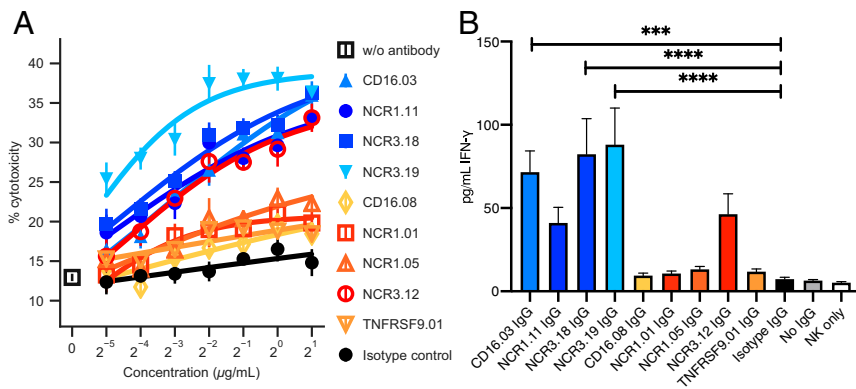 A
% cytotoxicity
40
35
30
25
20
15
10
0
2⁻⁵
2⁻⁴
2⁻³
2⁻²
2⁻¹
2⁰
2¹
Concentration (µg/mL)
w/o antibody
CD16.03
NCR1.11
NCR3.18
NCR3.19
CD16.08
NCR1.01
NCR1.05
NCR3.12
TNFRSF9.01
Isotype control
B
pg/mL IFN-γ
150
100
50
0
***
****
****
CD16.03 IgG
NCR1.11 IgG
NCR3.18 IgG
NCR3.19 IgG
CD16.08 IgG
NCR1.01 IgG
NCR1.05 IgG
NCR3.12 IgG
TNFRSF9.01 IgG
Isotype IgG
No IgG
NK only